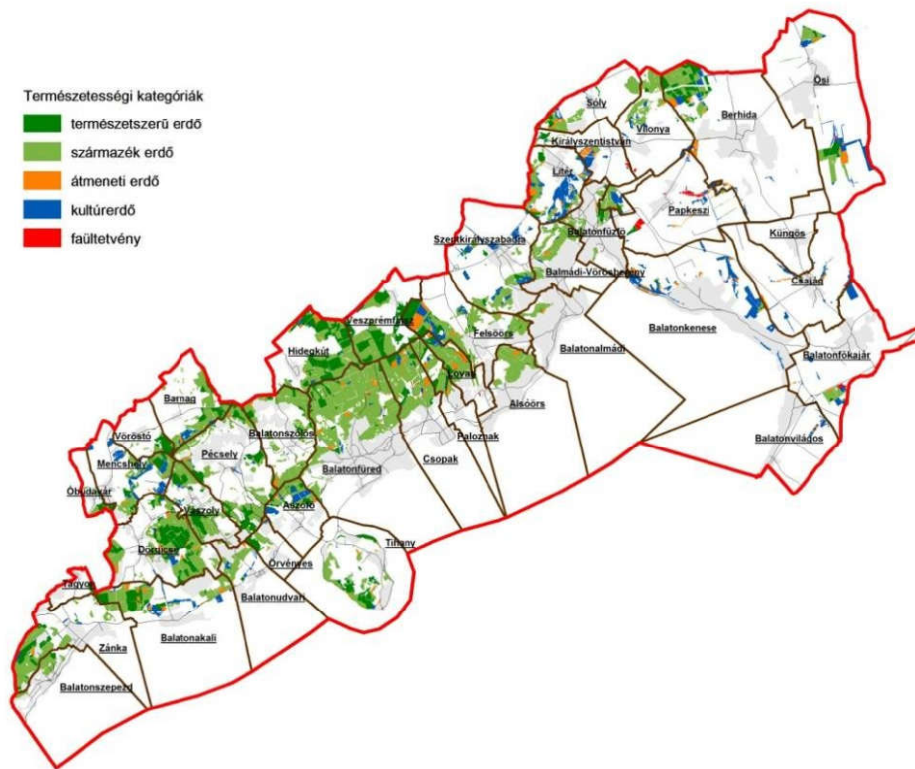 Természetességi kategóriák
természetszerű erdő
származék erdő
átmeneti erdő
kultúrerdő
faültetvény
Ősi
Sóly
Vilonya
Berhida
Királyszentistván
Litér
Papkeszi
Küngös
Szentkirályszabadja
Balatonfűzfő
Balmádi-Vörösberény
Csajág
Veszprémfajsz
Felsőörs
Balatonkenese
Hidegkút
Balatonalmádi
Balatonfőkajár
Lovas
Alsóörs
Barnag
Vöröstó
Balatonszőlős
Paloznak
Balatonvilágos
Mencshely
Pécsely
Balatonfüred
Csopak
Óbudavár
Vászoly
Aszófő
Dörgicse
Tihany
Örvényes
Tagyon
Balatonudvari
Balatonakali
Zánka
Balatonszepezd